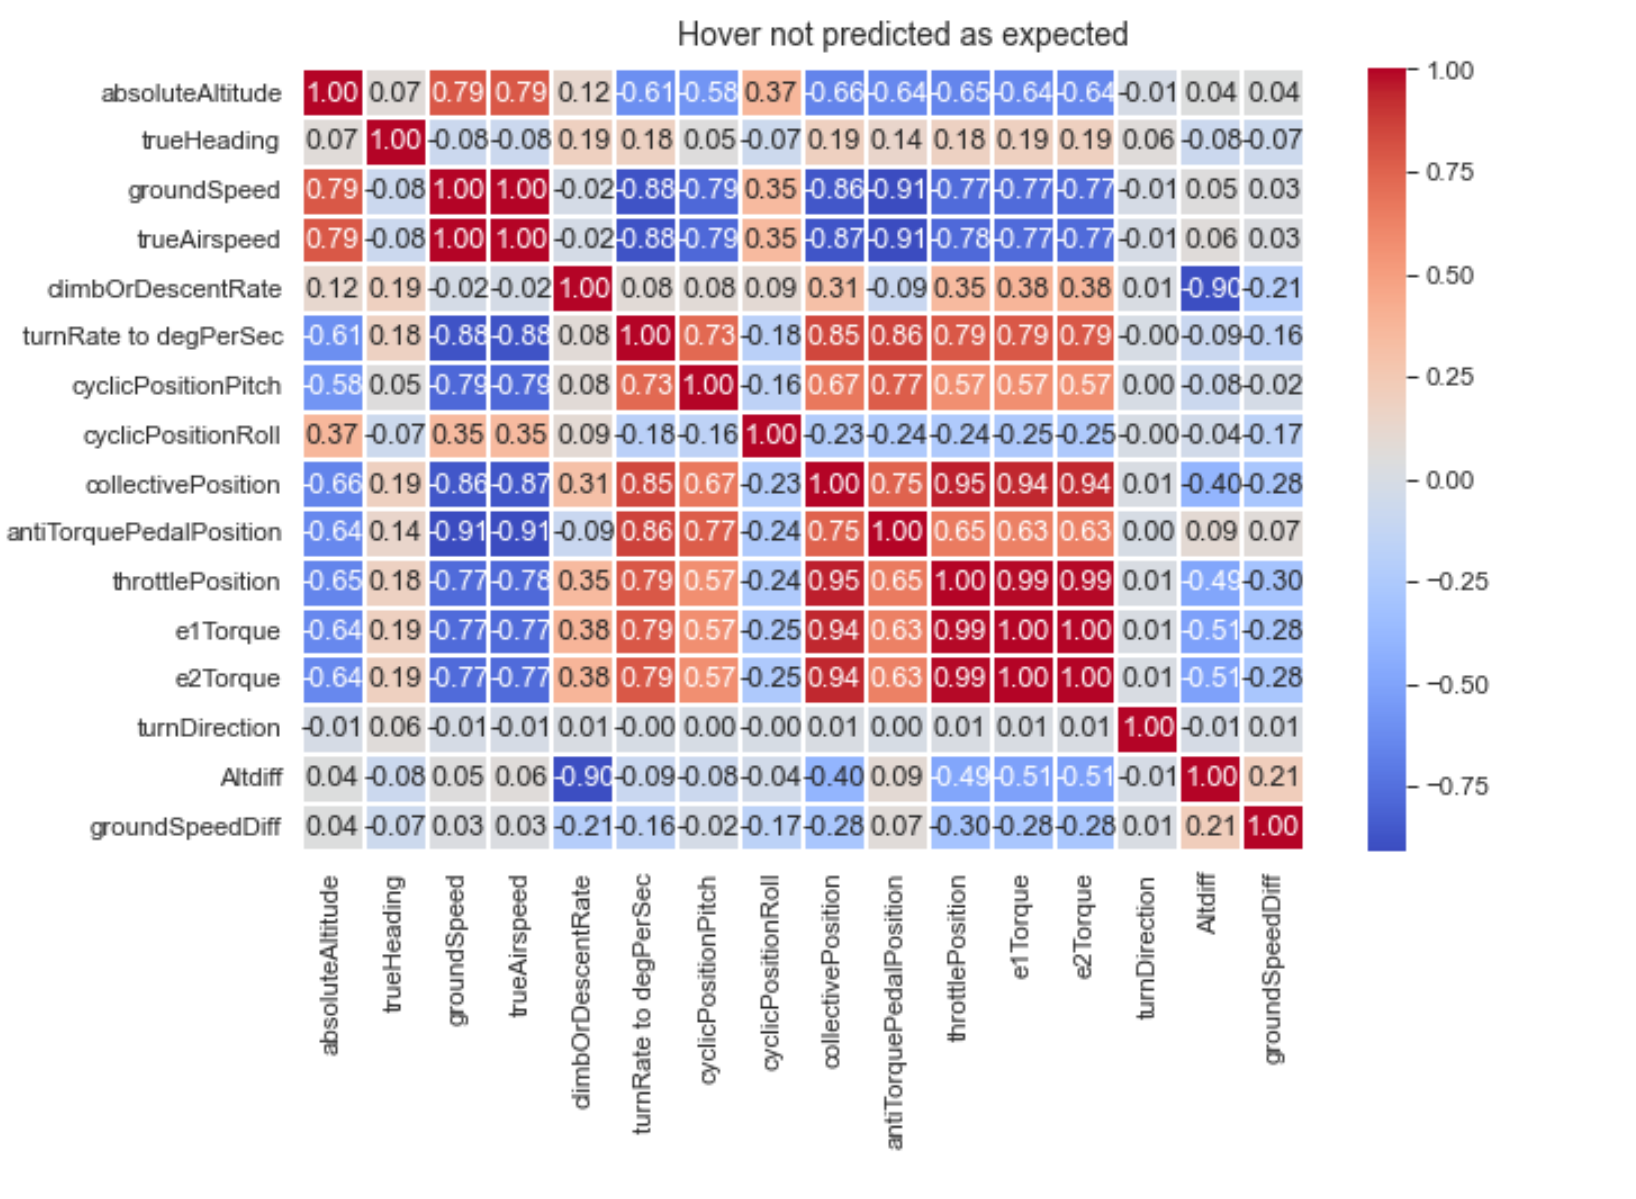 Hover not predicted as expected
absoluteAltitude 1.00 0.07 0.79 0.79 0.12 -0.61 -0.58 0.37 -0.66 -0.64 -0.65 -0.64 -0.64 -0.01 0.04 0.04
trueHeading 0.07 1.00 -0.08 -0.08 0.19 0.18 0.05 -0.07 0.19 0.14 0.18 0.19 0.19 0.06 -0.08 -0.07
groundSpeed 0.79 -0.08 1.00 1.00 -0.02 -0.88 -0.79 0.35 -0.86 -0.91 -0.77 -0.77 -0.77 -0.01 0.05 0.03
trueAirspeed 0.79 -0.08 1.00 1.00 -0.02 -0.88 -0.79 0.35 -0.87 -0.91 -0.78 -0.77 -0.77 -0.01 0.06 0.03
climbOrDescentRate 0.12 0.19 -0.02 -0.02 1.00 0.08 0.08 0.09 0.31 -0.09 0.35 0.38 0.38 0.01 -0.90 -0.21
turnRate to degPerSec -0.61 0.18 -0.88 -0.88 0.08 1.00 0.73 -0.18 0.85 0.86 0.79 0.79 0.79 -0.00 -0.09 -0.16
cyclicPositionPitch -0.58 0.05 -0.79 -0.79 0.08 0.73 1.00 -0.16 0.67 0.77 0.57 0.57 0.57 0.00 -0.08 -0.02
cyclicPositionRoll 0.37 -0.07 0.35 0.35 0.09 -0.18 -0.16 1.00 -0.23 -0.24 -0.24 -0.25 -0.25 -0.00 -0.04 -0.17
collectivePosition -0.66 0.19 -0.86 -0.87 0.31 0.85 0.67 -0.23 1.00 0.75 0.95 0.94 0.94 0.01 -0.40 -0.28
antiTorquePedalPosition -0.64 0.14 -0.91 -0.91 -0.09 0.86 0.77 -0.24 0.75 1.00 0.65 0.63 0.63 0.00 0.09 0.07
throttlePosition -0.65 0.18 -0.77 -0.78 0.35 0.79 0.57 -0.24 0.95 0.65 1.00 0.99 0.99 0.01 -0.49 -0.30
e1Torque -0.64 0.19 -0.77 -0.77 0.38 0.79 0.57 -0.25 0.94 0.63 0.99 1.00 1.00 0.01 -0.51 -0.28
e2Torque -0.64 0.19 -0.77 -0.77 0.38 0.79 0.57 -0.25 0.94 0.63 0.99 1.00 1.00 0.01 -0.51 -0.28
turnDirection -0.01 0.06 -0.01 -0.01 0.01 -0.00 0.00 -0.00 0.01 0.00 0.01 0.01 0.01 1.00 -0.01 0.01
Altdiff 0.04 -0.08 0.05 0.06 -0.90 -0.09 -0.08 -0.04 -0.40 0.09 -0.49 -0.51 -0.51 -0.01 1.00 0.21
groundSpeedDiff 0.04 -0.07 0.03 0.03 -0.21 -0.16 -0.02 -0.17 -0.28 0.07 -0.30 -0.28 -0.28 0.01 0.21 1.00
absoluteAltitude
trueHeading
groundSpeed
trueAirspeed
climbOrDescentRate
turnRate to degPerSec
cyclicPositionPitch
cyclicPositionRoll
collectivePosition
antiTorquePedalPosition
throttlePosition
e1Torque
e2Torque
turnDirection
Altdiff
groundSpeedDiff
1.00
0.75
0.50
0.25
0.00
−0.25
−0.50
−0.75